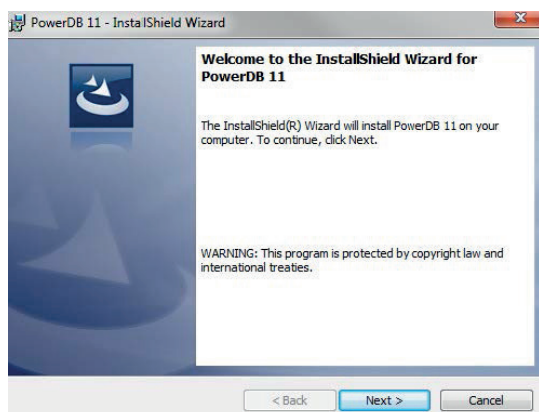 PowerDB 11 - InstallShield Wizard
Welcome to the InstallShield Wizard for
PowerDB 11
The InstallShield(R) Wizard will install PowerDB 11 on your
computer. To continue, click Next.
WARNING: This program is protected by copyright law and
international treaties.
< Back Next > Cancel